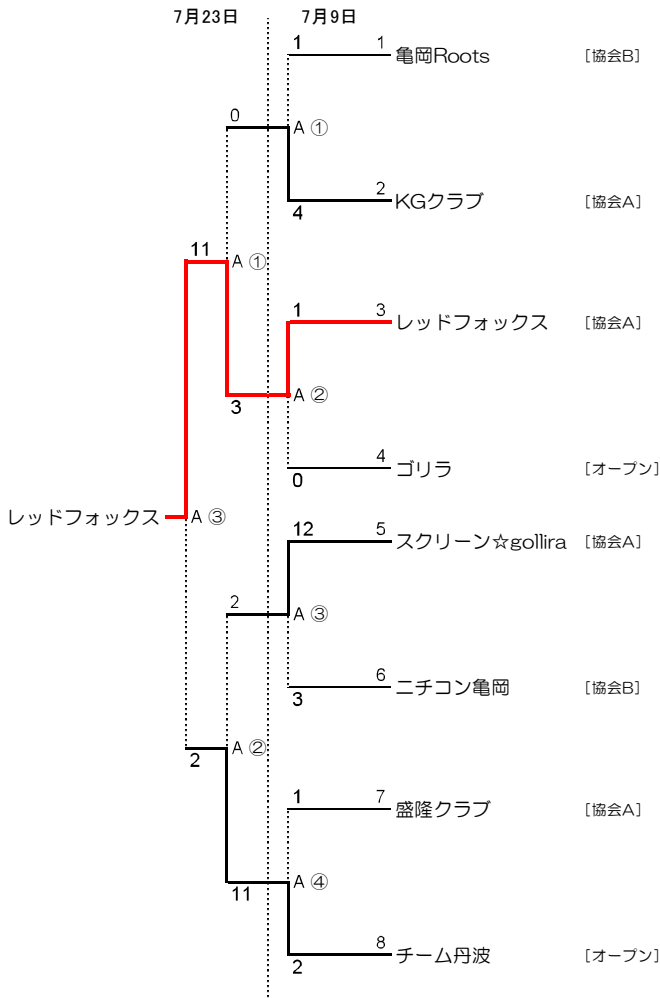 7月23日 7月9日
1 1 亀岡Roots [協会B]
0 A ①
2 KGクラブ [協会A]
4
11 A ①
1 3 レッドフォックス [協会A]
3 A ②
4 ゴリラ [オープン]
0
レッドフォックス A ③
12 5 スクリーン☆gollira [協会A]
2 A ③
6 ニチコン亀岡 [協会B]
3
A ②
2
1 7 盛隆クラブ [協会A]
11 A ④
8 チーム丹波 [オープン]
2